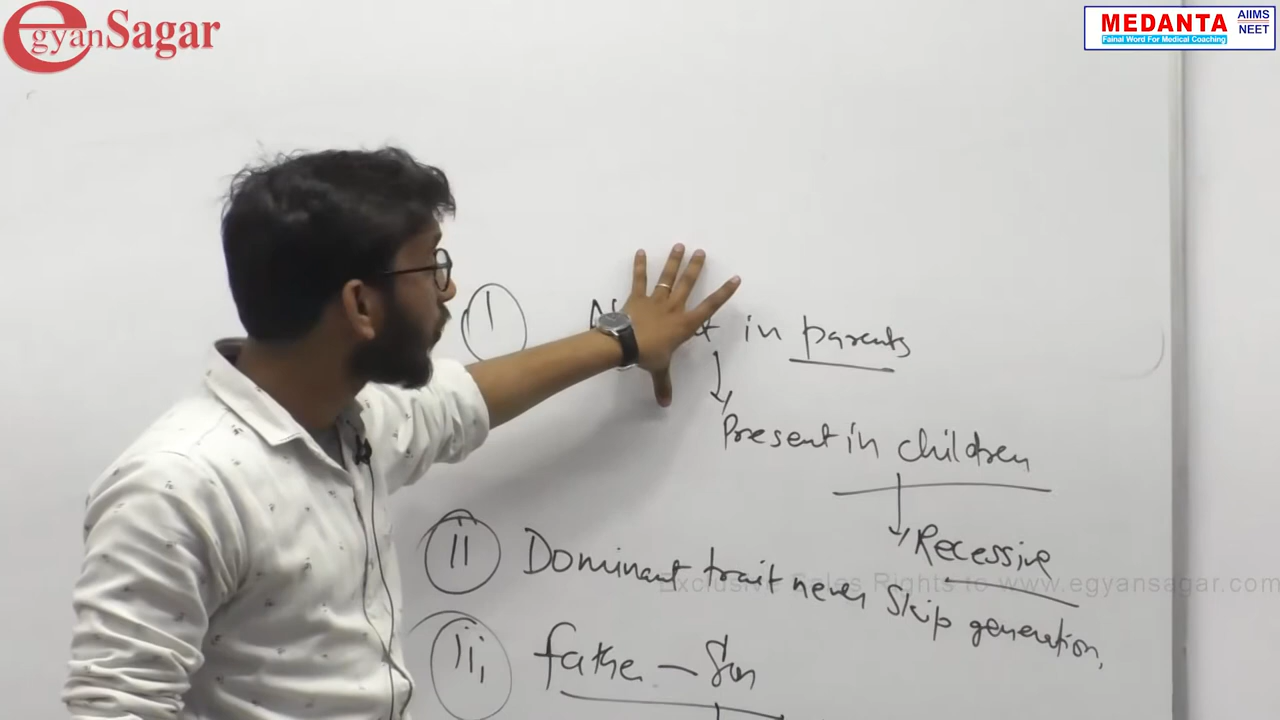 egyanSagar
MEDANTA AIIMS NEET
Fainal Word For Medical Coaching
I in parents
Present in children
Recessive
II Dominant trait never skip generation,
Exclusive Sales Rights to www.egyansagar.com
iii, father – Son